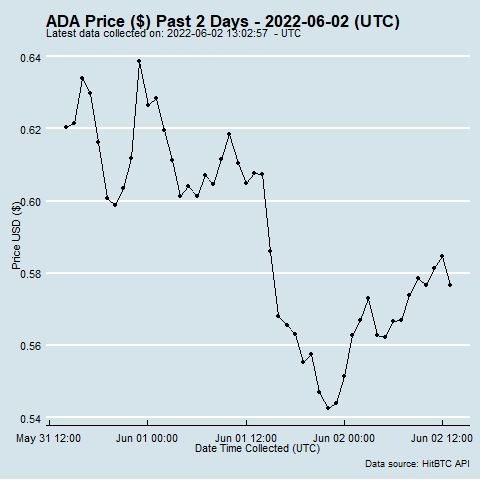 ADA Price ($) Past 2 Days - 2022-06-02 (UTC)
Latest data collected on: 2022-06-02 13:02:57 - UTC
0.64
0.62
0.60
0.58
0.56
0.54
Price USD ($)
May 31 12:00
Jun 01 00:00
Jun 01 12:00
Jun 02 00:00
Jun 02 12:00
Date Time Collected (UTC)
Data source: HitBTC API